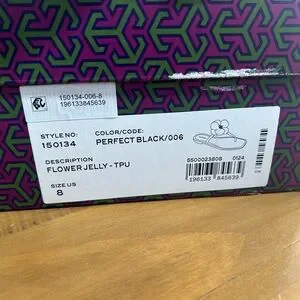 150134-006-8
196133845639
STYLE NO: COLOR/CODE:
150134 PERFECT BLACK/006
DESCRIPTION
FLOWER JELLY - TPU
5500023608 0124
SIZE US
8
196133 845639